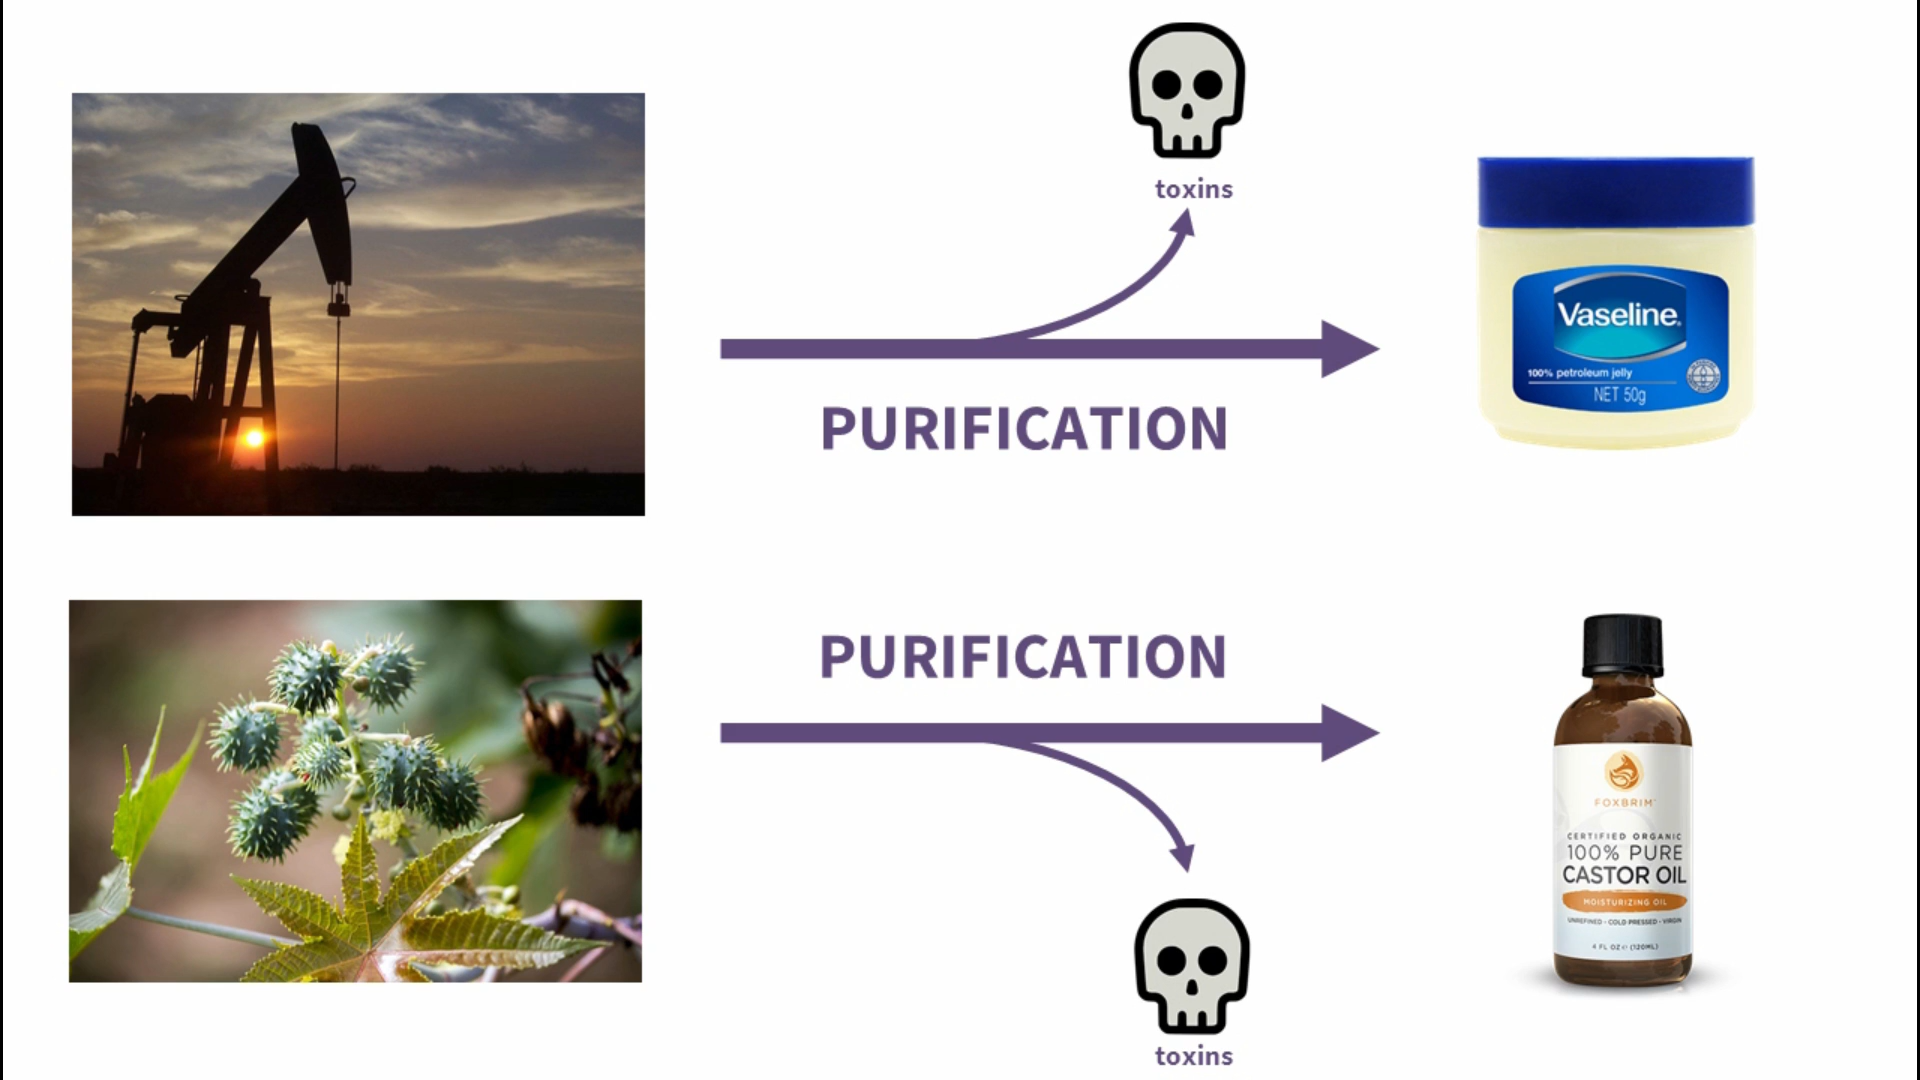 toxins
Vaseline.
100% petroleum jelly
NET 50g
PURIFICATION
PURIFICATION
FOXBRIM
CERTIFIED ORGANIC
100% PURE
CASTOR OIL
MOISTURIZING OIL
UNREFINED • COLD PRESSED • VIRGIN
4 FL OZ ℮ (120ML)
toxins